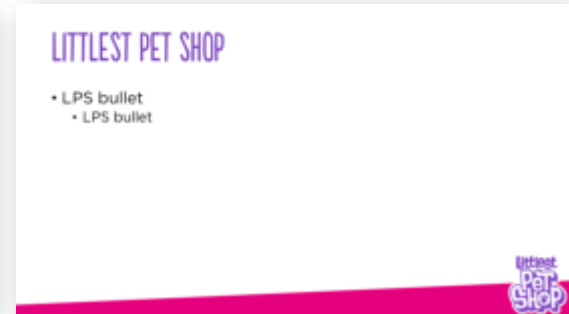 LITTLEST PET SHOP
• LPS bullet
• LPS bullet
Littlest
PET
SHOP